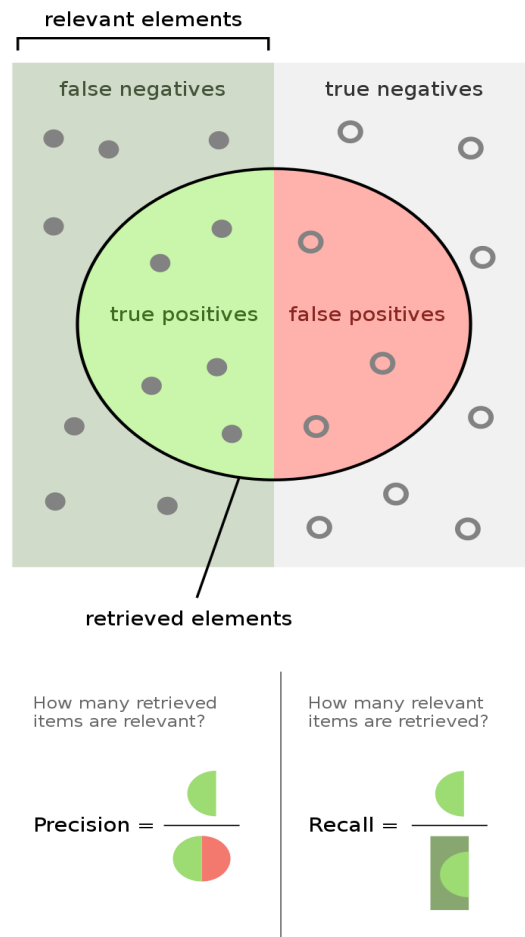 relevant elements
false negatives
true negatives
true positives
false positives
retrieved elements
How many retrieved
items are relevant?
Precision =
How many relevant
items are retrieved?
Recall =